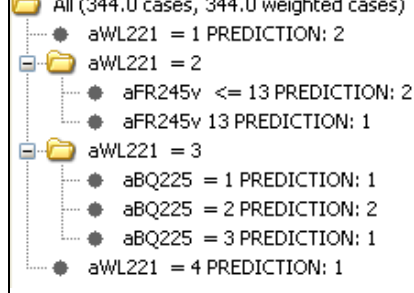 All (344.0 cases, 344.0 weighted cases)
aWL221 = 1 PREDICTION: 2
aWL221 = 2
aFR245v <= 13 PREDICTION: 2
aFR245v 13 PREDICTION: 1
aWL221 = 3
aBQ225 = 1 PREDICTION: 1
aBQ225 = 2 PREDICTION: 2
aBQ225 = 3 PREDICTION: 1
aWL221 = 4 PREDICTION: 1